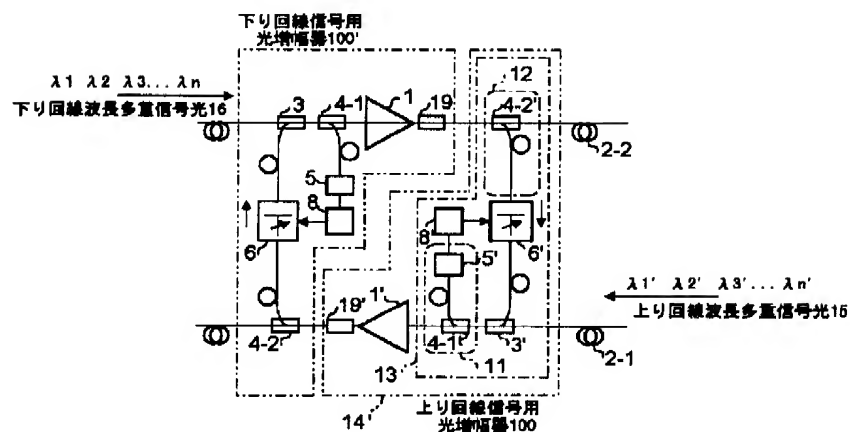 下り回線信号用
光増幅器100'
λ1 λ2 λ3... λn
下り回線波長多重信号光16
3
4-1
1
19
12
4-2'
2-2
5
8
6
8'
5'
6'
λ1' λ2' λ3'... λn'
上り回線波長多重信号光15
19'
1'
4-2
4-1'
3'
2-1
13
11
14
上り回線信号用
光増幅器100